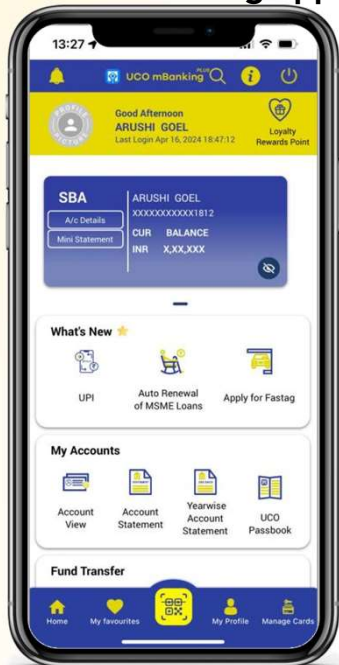 13:27
UCO mBanking PLUS
Good Afternoon
ARUSHI GOEL
Last Login Apr 16, 2024 18:47:12
Loyalty
Rewards Point
PROFILE
PICTURE
SBA
A/c Details
Mini Statement
ARUSHI GOEL
XXXXXXXXXXX1812
CUR BALANCE
INR X,XX,XXX
What's New
UPI
Auto Renewal
of MSME Loans
Apply for Fastag
My Accounts
Account
View
Account
Statement
Yearwise
Account
Statement
UCO
Passbook
Fund Transfer
Home
My favourites
My Profile
Manage Cards